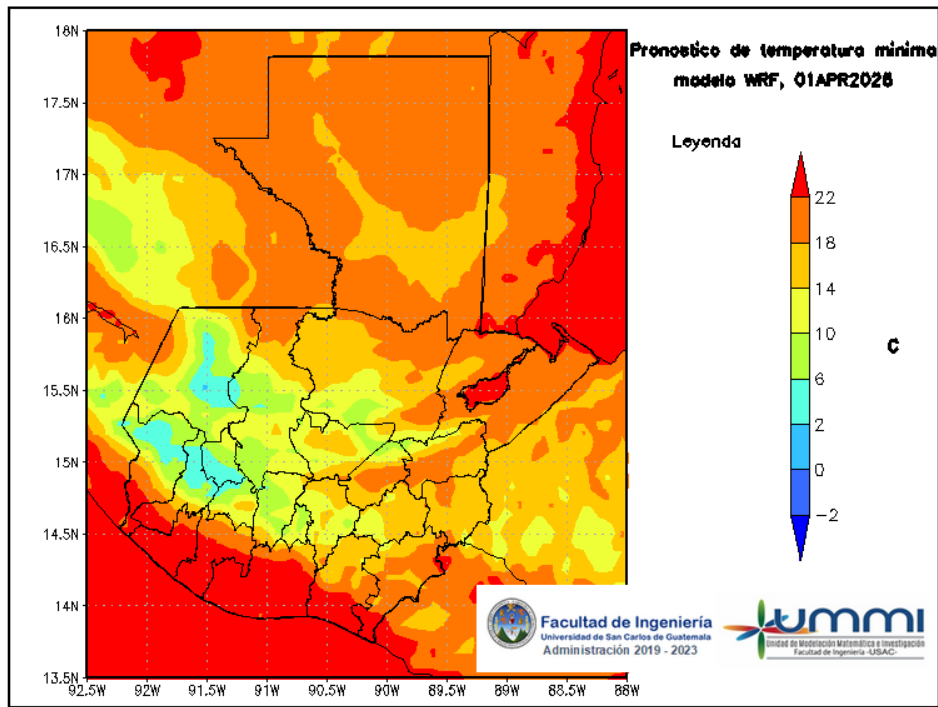 Pronostico de temperatura minima
modelo WRF, 01APR2026
Leyenda
22
18
14
10
6
2
0
−2
C
18N
17.5N
17N
16.5N
16N
15.5N
15N
14.5N
14N
13.5N
92.5W 92W 91.5W 91W 90.5W 90W 89.5W 89W 88.5W 88W
Facultad de Ingeniería
Universidad de San Carlos de Guatemala
Administración 2019 - 2023
UMMI
Unidad de Modelación Matemática e Investigación
Facultad de Ingeniería -USAC-